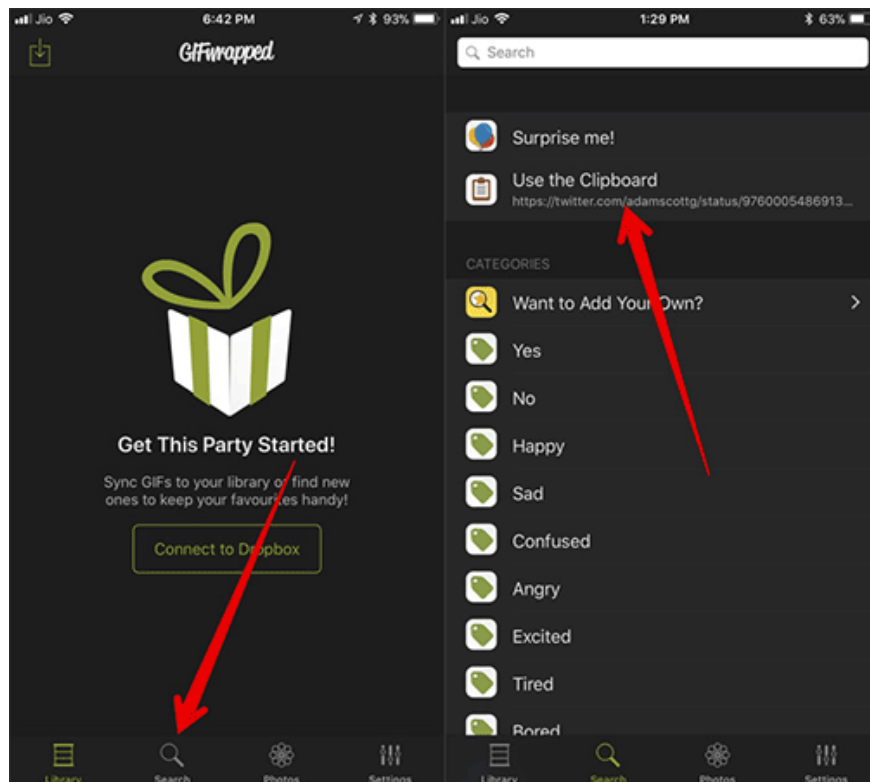 Jio 6:42 PM 93%
GIFwrapped
Get This Party Started!
Sync GIFs to your library or find new
ones to keep your favourites handy!
Connect to Dropbox
Library Search Photos Settings
Jio 1:29 PM 63%
Search
Surprise me!
Use the Clipboard
https://twitter.com/adamscottg/status/9760005486913...
CATEGORIES
Want to Add Your Own?
Yes
No
Happy
Sad
Confused
Angry
Excited
Tired
Bored
Library Search Photos Settings